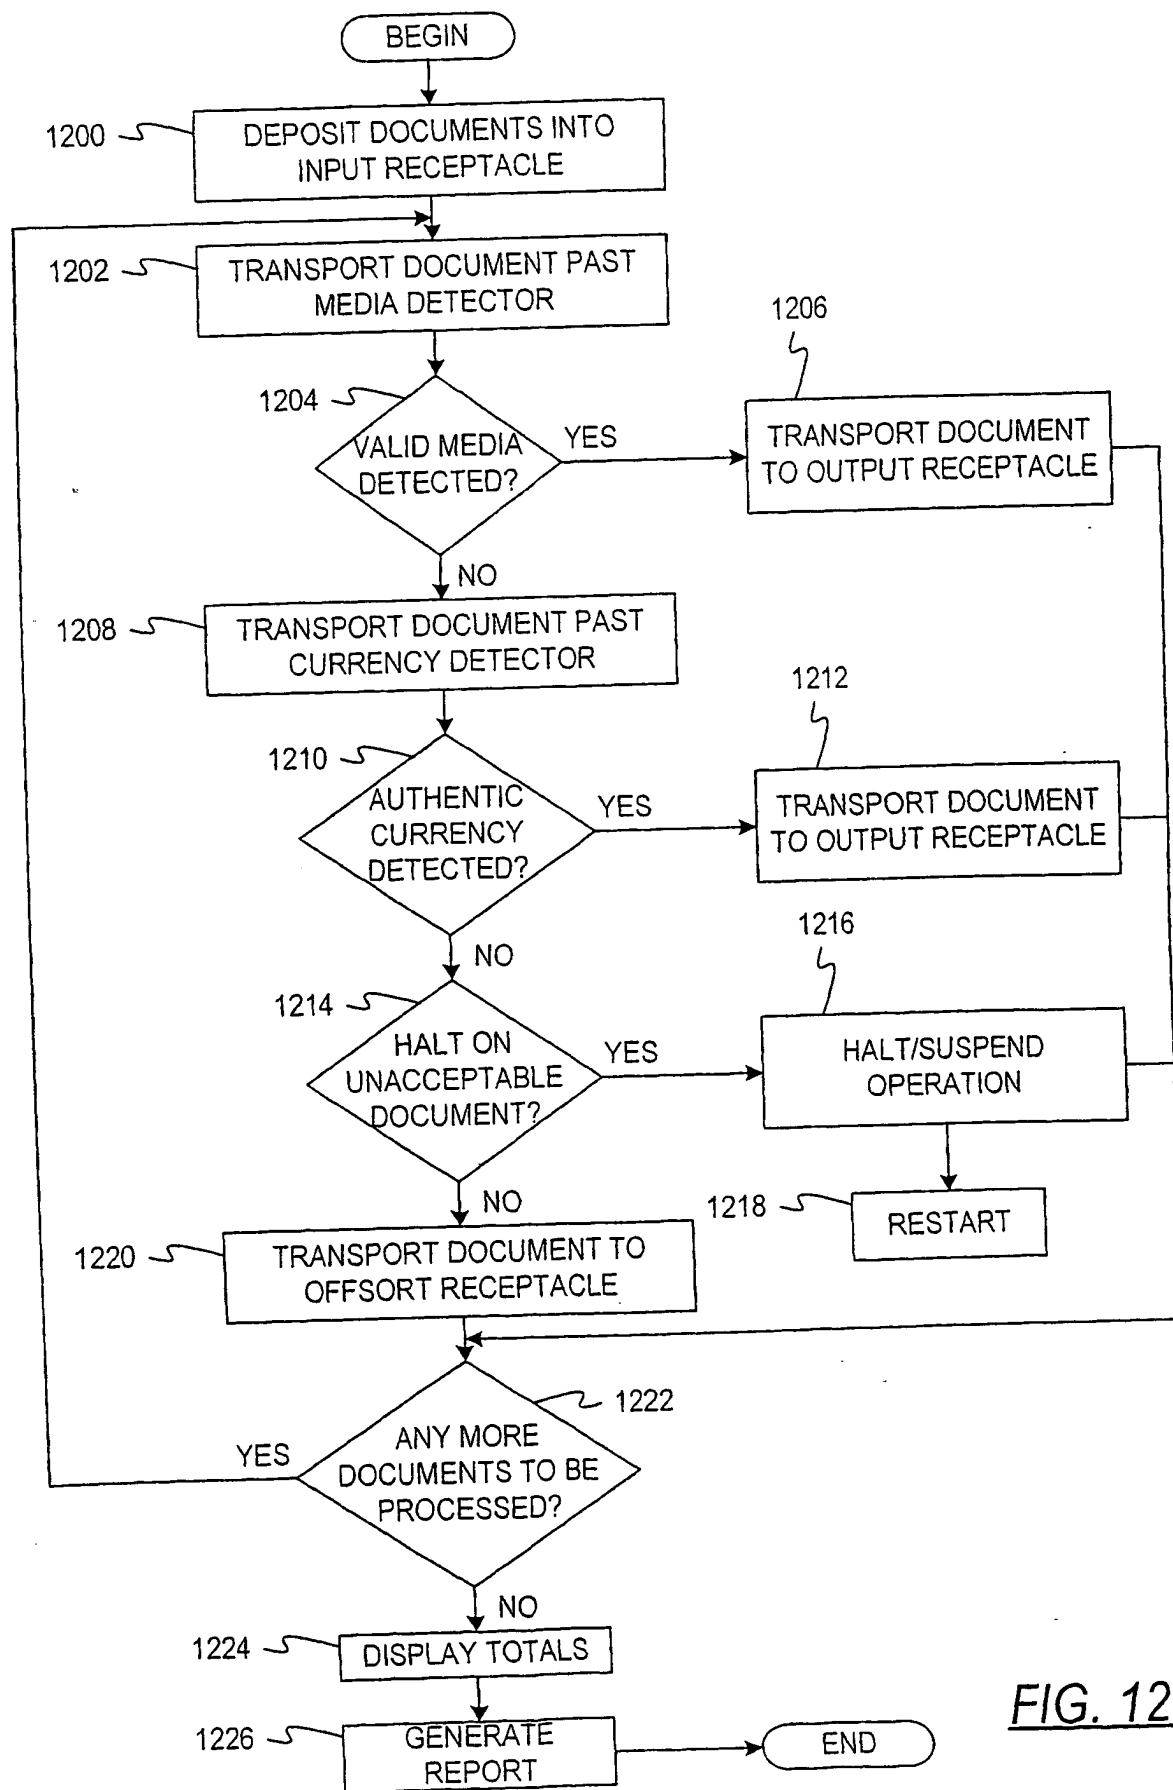 BEGIN
1200
DEPOSIT DOCUMENTS INTO
INPUT RECEPTACLE
1202
TRANSPORT DOCUMENT PAST
MEDIA DETECTOR
1204
VALID MEDIA
DETECTED?
YES
1206
TRANSPORT DOCUMENT
TO OUTPUT RECEPTACLE
NO
1208
TRANSPORT DOCUMENT PAST
CURRENCY DETECTOR
1210
AUTHENTIC
CURRENCY
DETECTED?
YES
1212
TRANSPORT DOCUMENT
TO OUTPUT RECEPTACLE
NO
1214
HALT ON
UNACCEPTABLE
DOCUMENT?
YES
1216
HALT/SUSPEND
OPERATION
1218
RESTART
NO
1220
TRANSPORT DOCUMENT TO
OFFSORT RECEPTACLE
1222
ANY MORE
DOCUMENTS TO BE
PROCESSED?
YES
NO
1224
DISPLAY TOTALS
1226
GENERATE
REPORT
END
FIG. 12